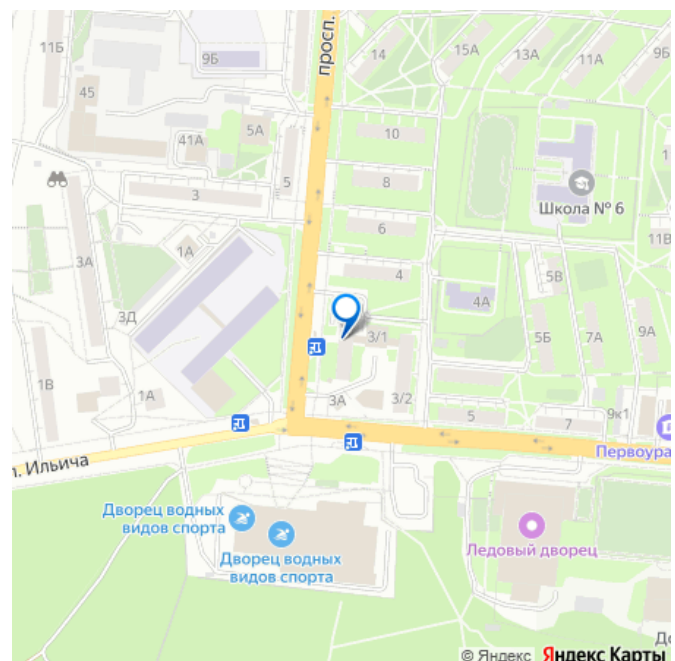 11Б
9Б
просп.
14
15А
13А
11А
9Б
45
41А
5А
10
5
8
3
Школа № 6
6
1А
11В
3А
4
5В
4А
3Д
3/1
5Б
7А
9А
1В
1А
3А
3/2
5
7
9к1
Первоура
л. Ильича
Дворец водных
видов спорта
Дворец водных
видов спорта
Ледовый дворец
До
© Яндекс Яндекс Карты